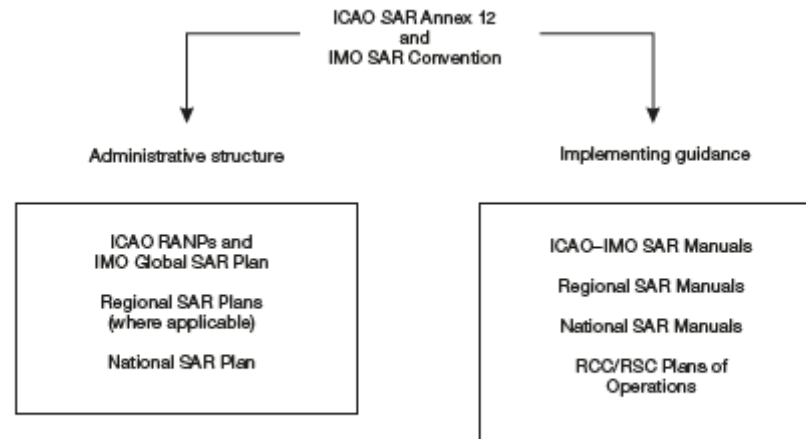 ICAO SAR Annex 12
and
IMO SAR Convention
Administrative structure
Implementing guidance
ICAO RANPs and
IMO Global SAR Plan
Regional SAR Plans
(where applicable)
National SAR Plan
ICAO–IMO SAR Manuals
Regional SAR Manuals
National SAR Manuals
RCC/RSC Plans of
Operations